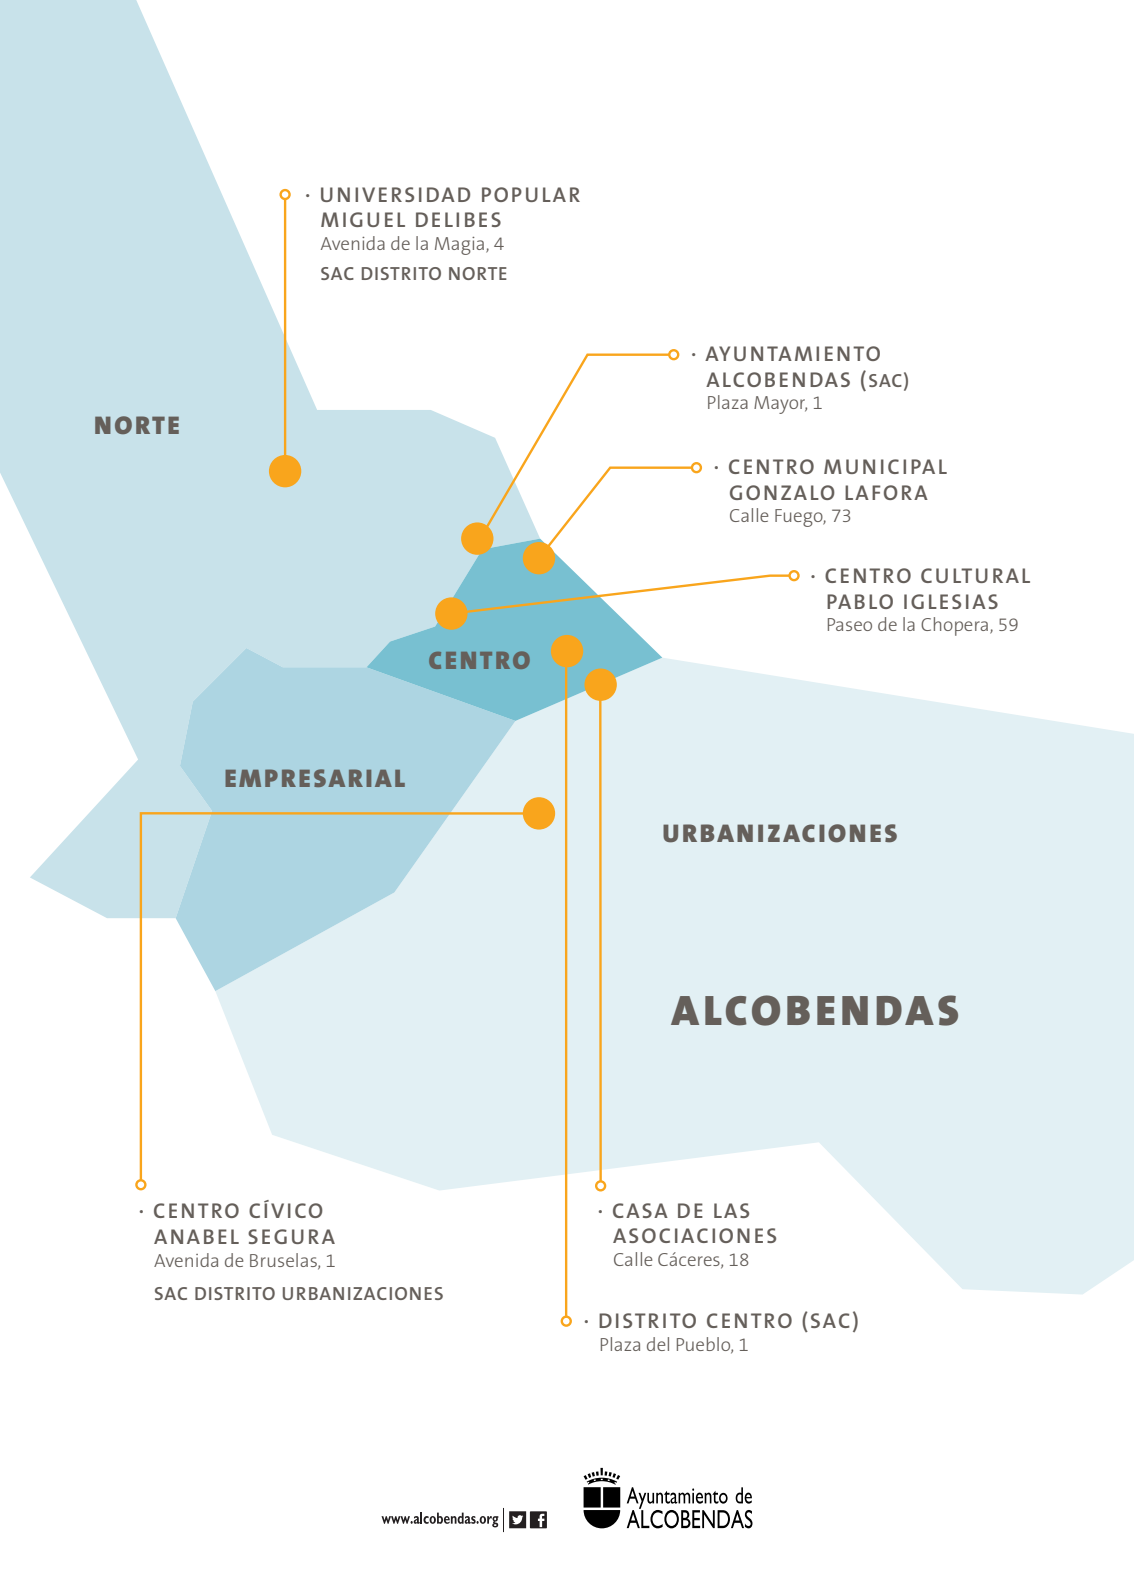 · UNIVERSIDAD POPULAR
MIGUEL DELIBES
Avenida de la Magia, 4
SAC DISTRITO NORTE
· AYUNTAMIENTO
ALCOBENDAS (SAC)
Plaza Mayor, 1
NORTE
· CENTRO MUNICIPAL
GONZALO LAFORA
Calle Fuego, 73
· CENTRO CULTURAL
PABLO IGLESIAS
Paseo de la Chopera, 59
CENTRO
EMPRESARIAL
URBANIZACIONES
ALCOBENDAS
· CENTRO CÍVICO
ANABEL SEGURA
Avenida de Bruselas, 1
SAC DISTRITO URBANIZACIONES
· CASA DE LAS
ASOCIACIONES
Calle Cáceres, 18
· DISTRITO CENTRO (SAC)
Plaza del Pueblo, 1
www.alcobendas.org
Ayuntamiento de
ALCOBENDAS